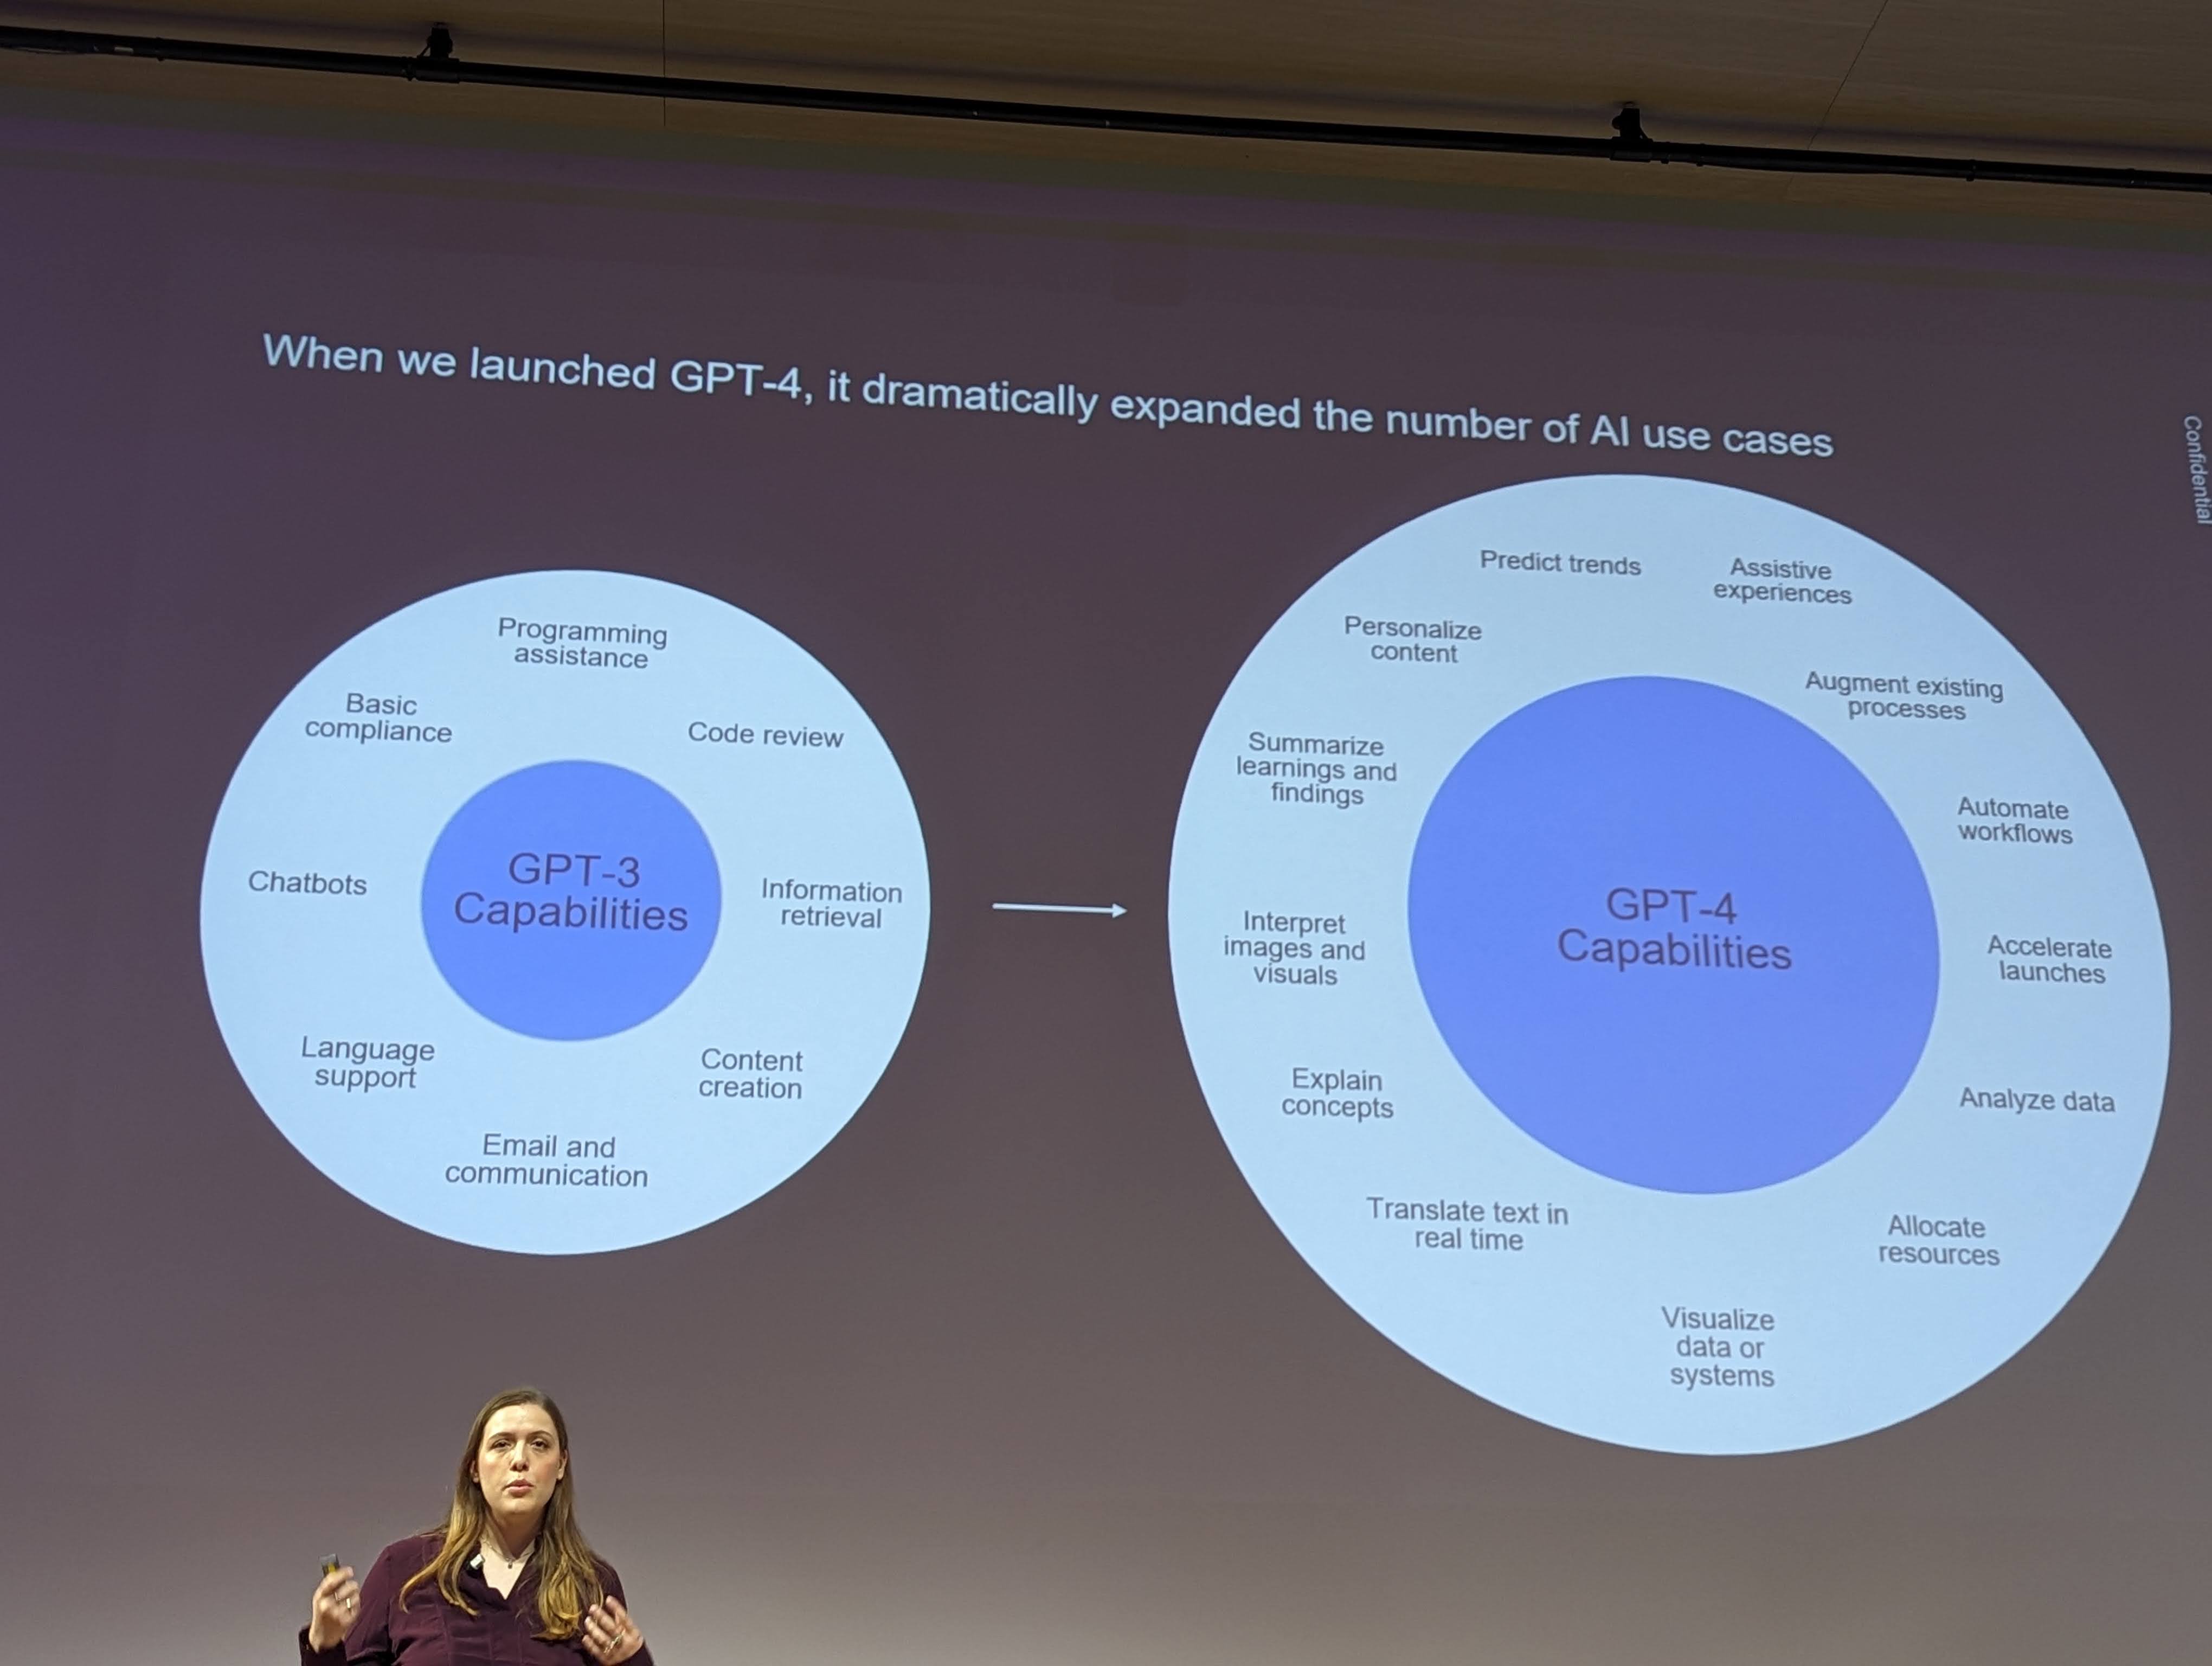 When we launched GPT-4, it dramatically expanded the number of AI use cases
Confidential
Programming
assistance
Basic
compliance
Code review
Chatbots
GPT-3
Capabilities
Information
retrieval
Language
support
Content
creation
Email and
communication
Predict trends
Assistive
experiences
Personalize
content
Augment existing
processes
Summarize
learnings and
findings
Automate
workflows
Interpret
images and
visuals
GPT-4
Capabilities
Accelerate
launches
Explain
concepts
Analyze data
Translate text in
real time
Allocate
resources
Visualize
data or
systems